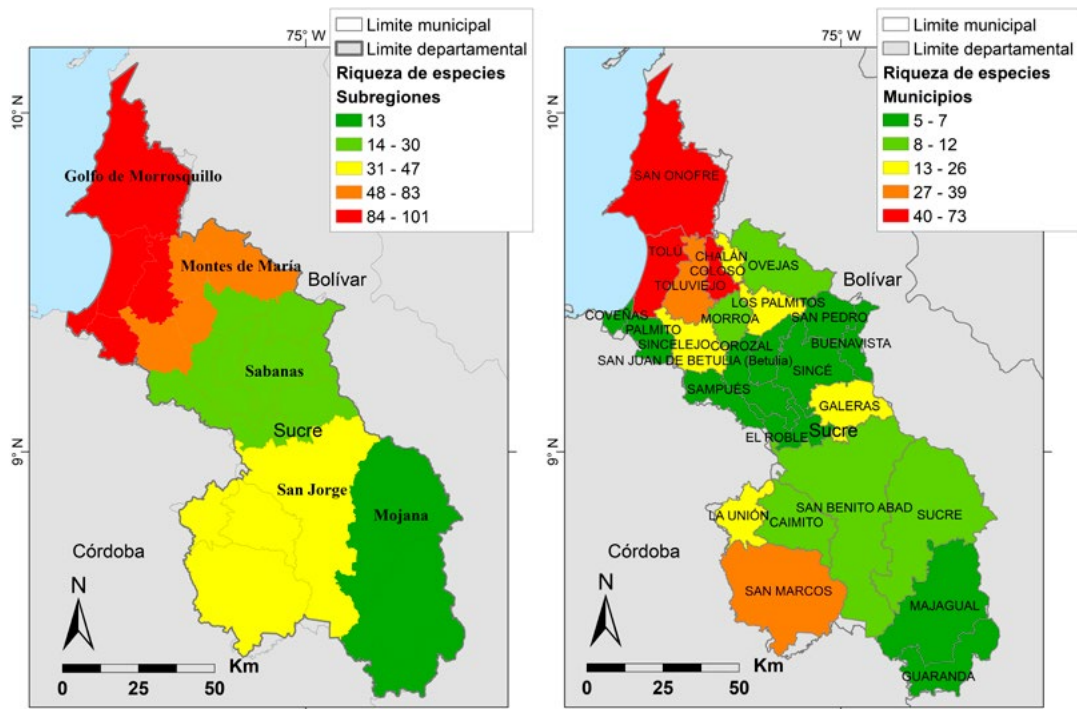 75° W
Limite municipal
Limite departamental
Riqueza de especies
Subregiones
13
14 - 30
31 - 47
48 - 83
84 - 101
10° N
Golfo de Morrosquillo
Montes de María
Bolívar
Sabanas
Sucre
9° N
San Jorge
Mojana
Córdoba
N
Km
0 25 50
75° W
Limite municipal
Limite departamental
Riqueza de especies
Municipios
5 - 7
8 - 12
13 - 26
27 - 39
40 - 73
10° N
SAN ONOFRE
TOLÚ
CHALÁN
COLOSO
OVEJAS
TOLUVIEJO
Bolívar
LOS PALMITOS
COVEÑAS
MORROA
SAN PEDRO
PALMITO
SINCELEJO
COROZAL
BUENAVISTA
SAN JUAN DE BETULIA (Betulia)
SINCÉ
SAMPUÉS
GALERAS
EL ROBLE
Sucre
9° N
LA UNIÓN
SAN BENITO ABAD
CAIMITO
SUCRE
Córdoba
SAN MARCOS
MAJAGUAL
N
GUARANDA
Km
0 25 50